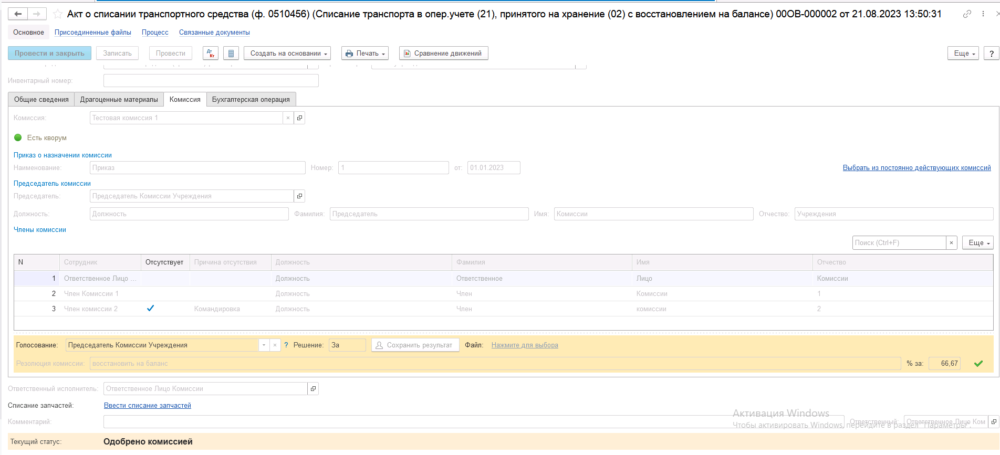 Акт о списании транспортного средства (ф. 0510456) (Списание транспорта в опер.учете (21), принятого на хранение (02) с восстановлением на балансе) 00ОВ-000002 от 21.08.2023 13:50:31
Основное Присоединенные файлы Процесс Связанные документы
Провести и закрыть Записать Провести Дт Кт Создать на основании Печать Сравнение движений Еще ?
Инвентарный номер:
Общие сведения Драгоценные материалы Комиссия Бухгалтерская операция
Комиссия: Тестовая комиссия 1
Есть кворум
Приказ о назначении комиссии
Наименование: Приказ Номер: 1 от: 01.01.2023 Выбрать из постоянно действующих комиссий
Председатель комиссии
Председатель: Председатель Комиссии Учреждения
Должность: Должность Фамилия: Председатель Имя: Комиссии Отчество: Учреждения
Члены комиссии
Поиск (Ctrl+F) × Еще
N Сотрудник Отсутствует Причина отсутствия Должность Фамилия Имя Отчество
1 Ответственное Лицо ... Должность Ответственное Лицо Комиссии
2 Член Комиссии 1 Должность Член Комиссии 1
3 Член комиссии 2 Командировка Должность Член комиссии 2
Голосование: Председатель Комиссии Учреждения ? Решение: За Сохранить результат Файл: Нажмите для выбора
Резолюция комиссии: восстановить на баланс % за: 66,67
Ответственный исполнитель: Ответственное Лицо Комиссии
Списание запчастей: Ввести списание запчастей
Активация Windows
Комментарий: Ответственный: Ответственное Лицо Ком
Чтобы активировать Windows, перейдите в раздел "Параметры".
Текущий статус: Одобрено комиссией